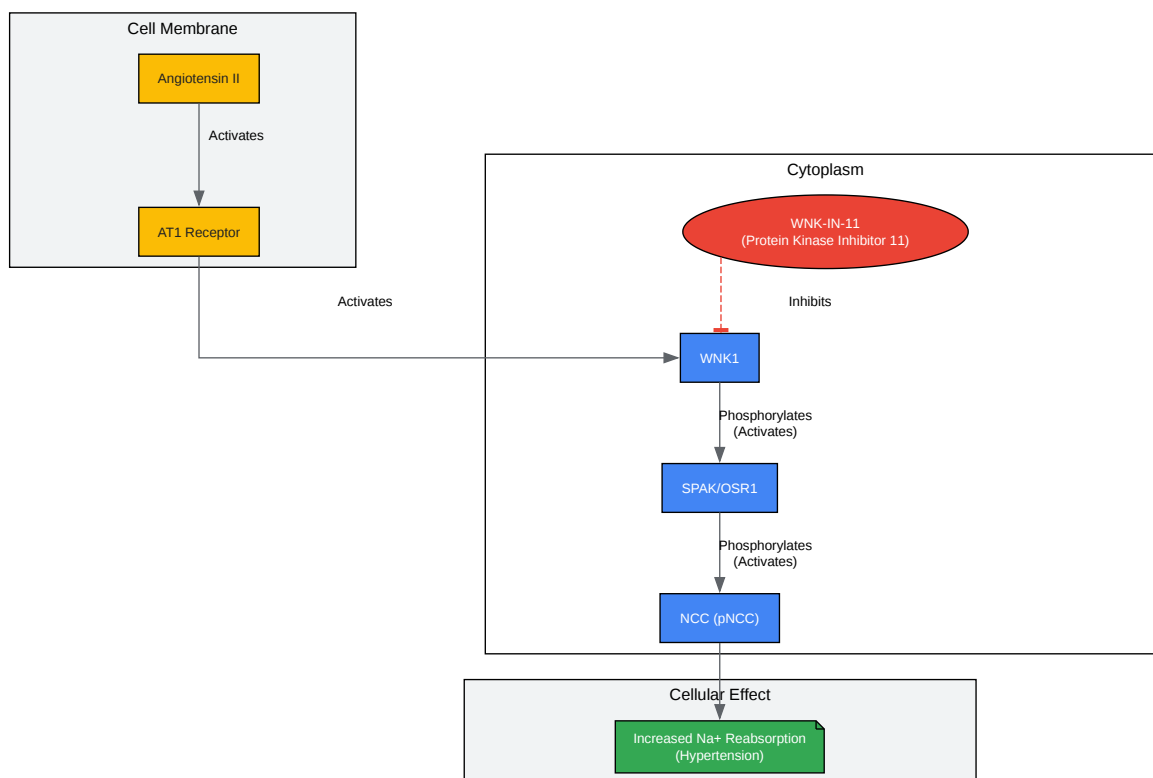 Cell Membrane
Angiotensin II
Activates
AT1 Receptor
Activates
Cytoplasm
WNK-IN-11
(Protein Kinase Inhibitor 11)
Inhibits
WNK1
Phosphorylates
(Activates)
SPAK/OSR1
Phosphorylates
(Activates)
NCC (pNCC)
Cellular Effect
Increased Na+ Reabsorption
(Hypertension)